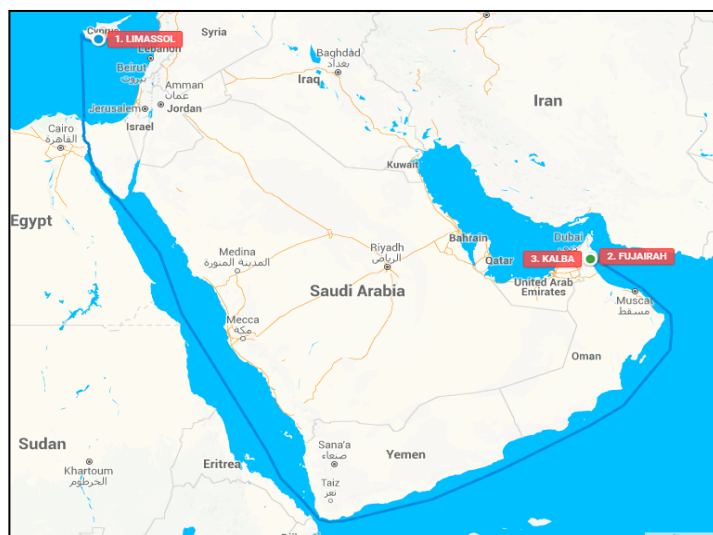 Cyprus
1. LIMASSOL
Syria
Lebanon
Beirut
بيروت
Baghdad
بغداد
Iraq
Iran
Amman
عمان
Jerusalem
Jordan
Israel
Cairo
القاهرة
Kuwait
Egypt
Dubai
2. FUJAIRAH
3. KALBA
Bahrain
Qatar
United Arab
Emirates
Medina
المدينة المنورة
Riyadh
الرياض
Saudi Arabia
Muscat
مسقط
Mecca
مكة
Oman
Sudan
Sana'a
صنعاء
Yemen
Khartoum
الخرطوم
Eritrea
Taiz
تعز